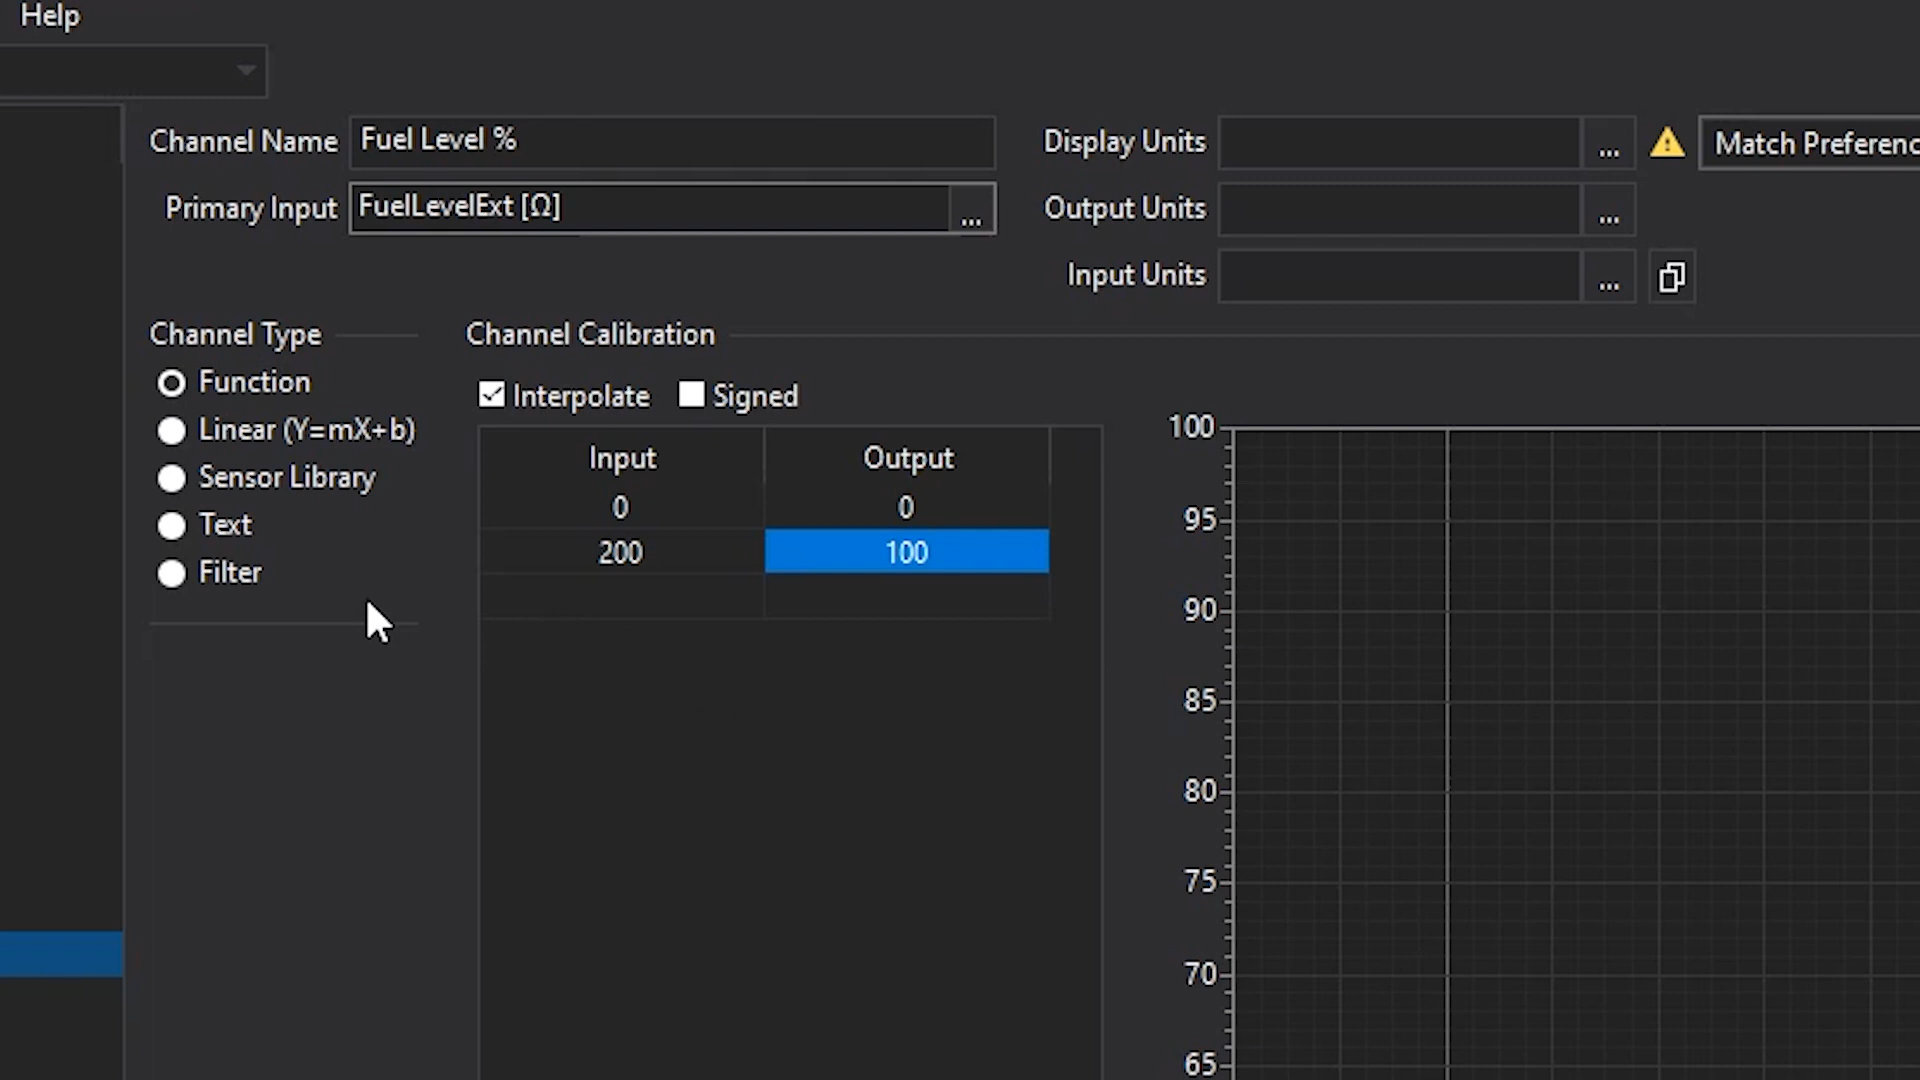 Help
Channel Name Fuel Level %
Display Units ... Match Preferenc
Primary Input FuelLevelExt [Ω] ...
Output Units ...
Input Units ...
Channel Type
Function
Linear (Y=mX+b)
Sensor Library
Text
Filter
Channel Calibration
Interpolate Signed
Input Output
0 0
200 100
100
95
90
85
80
75
70
65